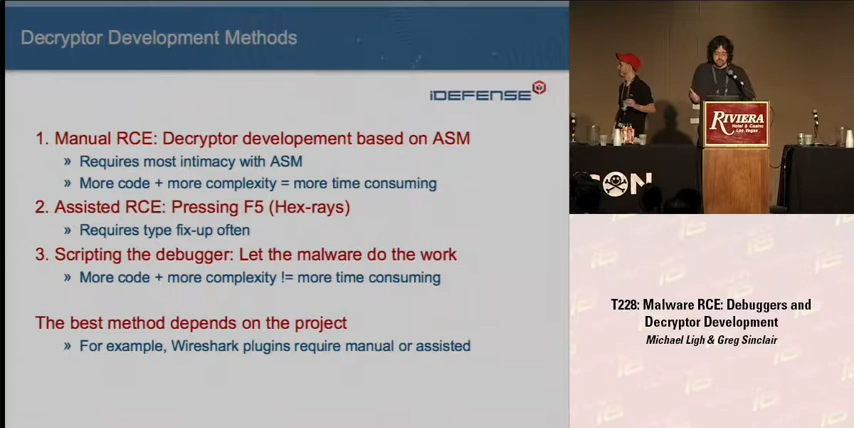 Decryptor Development Methods
iDEFENSE
1. Manual RCE: Decryptor developement based on ASM
» Requires most intimacy with ASM
» More code + more complexity = more time consuming
2. Assisted RCE: Pressing F5 (Hex-rays)
» Requires type fix-up often
3. Scripting the debugger: Let the malware do the work
» More code + more complexity != more time consuming
The best method depends on the project
» For example, Wireshark plugins require manual or assisted
RIVIERA
Hotel & Casino
Las Vegas
T228: Malware RCE: Debuggers and
Decryptor Development
Michael Ligh & Greg Sinclair